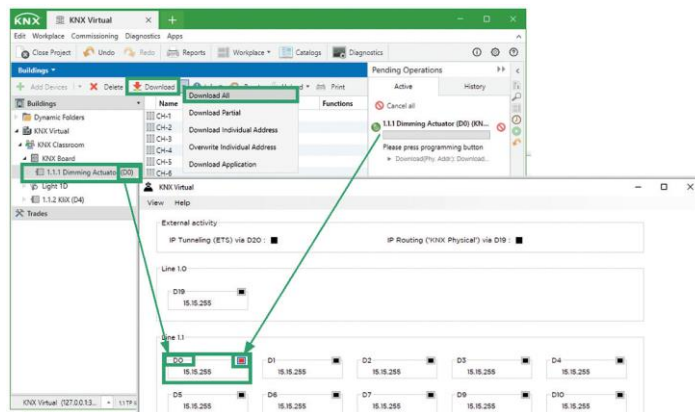 KNX KNX Virtual × +
Edit Workplace Commissioning Diagnostics Apps
Close Project Undo Redo Reports Workplace Catalogs Diagnostics
Buildings
Pending Operations
Add Devices Delete Download Print
Active History
Buildings
Name Functions
Download All
Download Partial
Download Individual Address
Overwrite Individual Address
Download Application
Cancel all
Dynamic Folders
KNX Virtual
KNX Classroom
KNX Board
1.1.1 Dimming Actuator (D0)
Light 1D
1.1.2 KliX (D4)
Trades
CH-1
CH-2
CH-3
CH-4
CH-5
CH-6
1.1.1 Dimming Actuator (D0) (KN...
Please press programming button
Download(Phy. Addr.): Download...
KNX Virtual
View Help
External activity
IP Tunneling (ETS) via D20 :
IP Routing ('KNX Physical') via D19 :
Line 1.0
D19
15.15.255
Line 1.1
D0 D1 D2 D3 D4
15.15.255 15.15.255 15.15.255 15.15.255 15.15.255
D5 D6 D7 D9 D10
15.15.255 15.15.255 15.15.255 15.15.255 15.15.255
KNX Virtual (127.0.0.1:3...